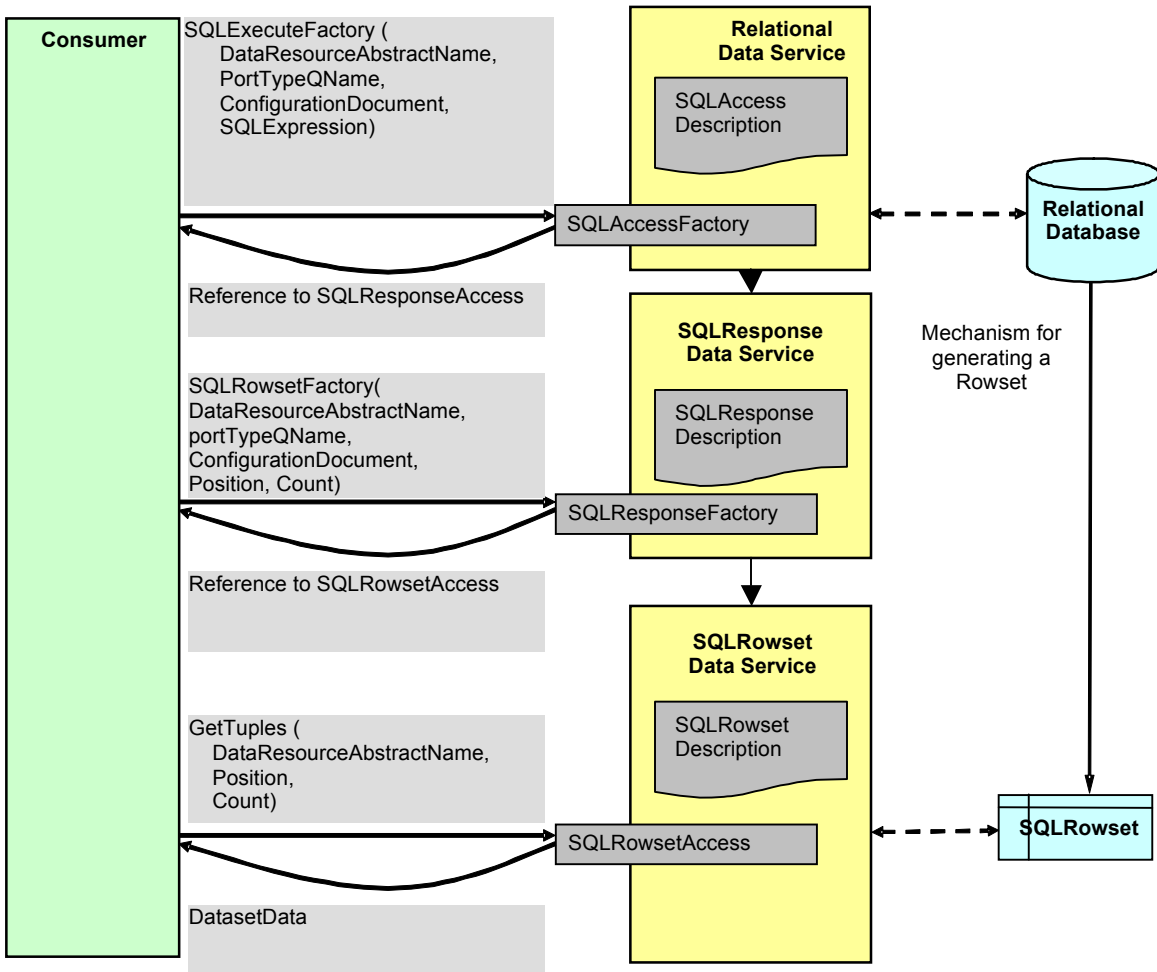 Consumer
SQLExecuteFactory (
DataResourceAbstractName,
PortTypeQName,
ConfigurationDocument,
SQLExpression)
Relational
Data Service
SQLAccess
Description
SQLAccessFactory
Relational
Database
Reference to SQLResponseAccess
SQLResponse
Data Service
Mechanism for
generating a
Rowset
SQLRowsetFactory(
DataResourceAbstractName,
portTypeQName,
ConfigurationDocument,
Position, Count)
SQLResponse
Description
SQLResponseFactory
Reference to SQLRowsetAccess
SQLRowset
Data Service
GetTuples (
DataResourceAbstractName,
Position,
Count)
SQLRowset
Description
SQLRowsetAccess
SQLRowset
DatasetData